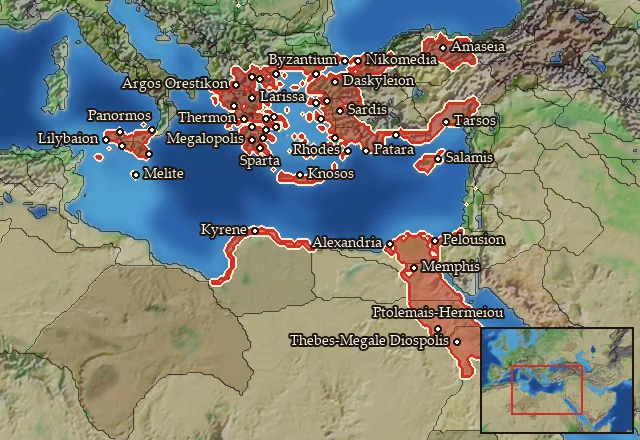 Amaseia
Byzantium
Nikomedia
Argos Orestikon
Daskyleion
Larissa
Sardis
Panormos
Thermon
Tarsos
Lilybaion
Megalopolis
Rhodes
Patara
Sparta
Salamis
Melite
Knosos
Kyrene
Alexandria
Pelousion
Memphis
Ptolemais-Hermeiou
Thebes-Megale Diospolis